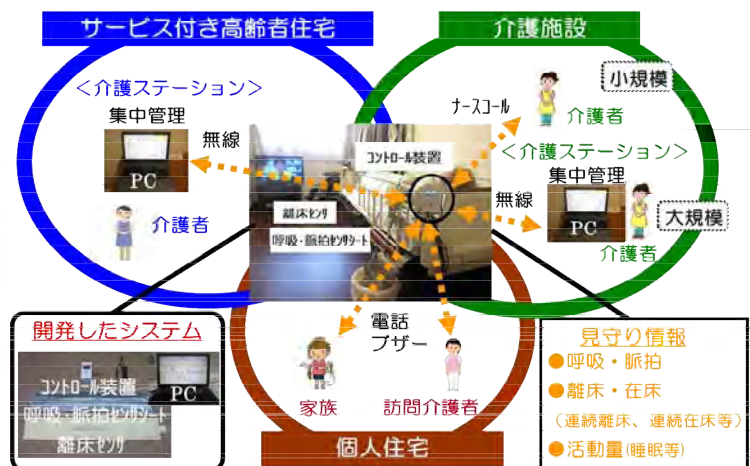 サービス付き高齢者住宅
介護施設
<介護ステーション>
集中管理
PC
無線
介護者
ナースコール
小規模
介護者
<介護ステーション>
集中管理
PC
無線
大規模
介護者
コントロール装置
離床センサ
呼吸・脈拍センサシート
電話
ブザー
家族
訪問介護者
個人住宅
開発したシステム
コントロール装置
PC
呼吸・脈拍センサシート
離床センサ
見守り情報
●呼吸・脈拍
●離床・在床
(連続離床、連続在床等)
●活動量(睡眠等)